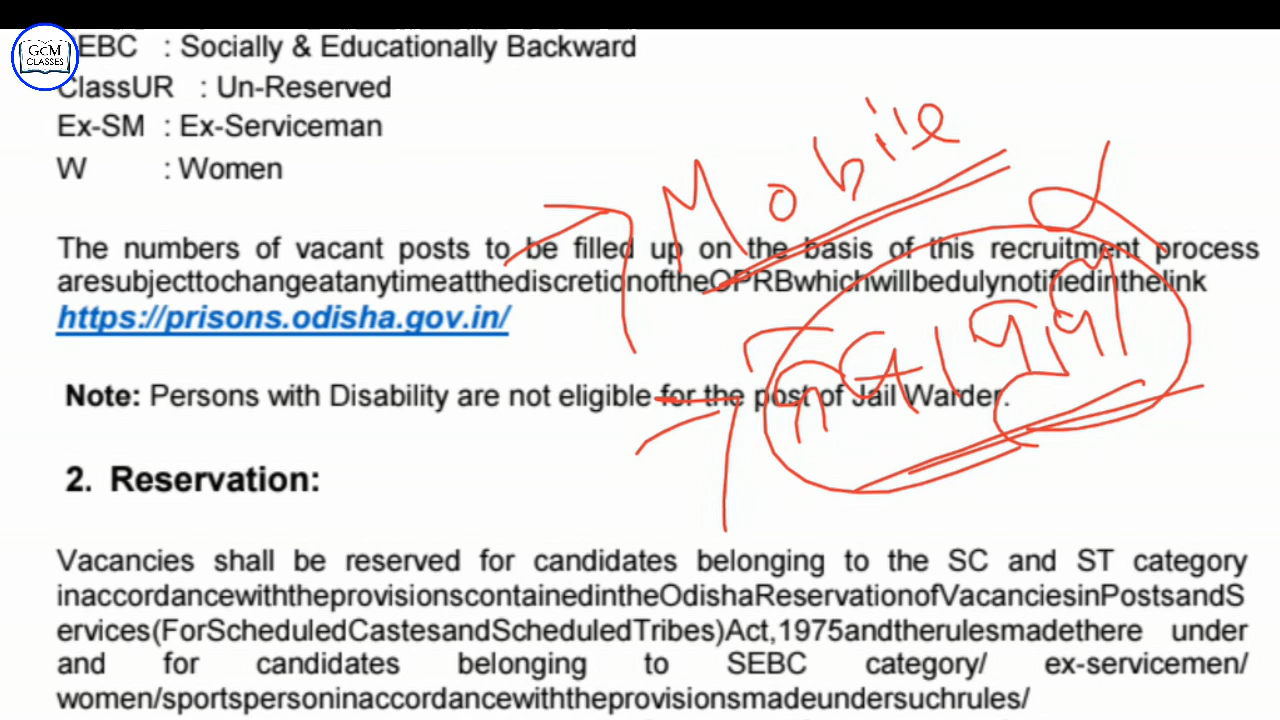 GCM
CLASSES
EBC : Socially & Educationally Backward
ClassUR : Un-Reserved
Ex-SM : Ex-Serviceman
W : Women
Mobile
The numbers of vacant posts to be filled up on the basis of this recruitment process
aresubjecttochangeatanytimeatthediscretionoftheOPRBwhichwillbedulynotifiedinthelink
https://prisons.odisha.gov.in/
Note: Persons with Disability are not eligible for the post of Jail Warder.
2. Reservation:
Vacancies shall be reserved for candidates belonging to the SC and ST category
inaccordancewiththeprovisionscontainedintheOdishaReservationofVacanciesinPostsandS
ervices(ForScheduledCastesandScheduledTribes)Act,1975andtherulesmadethere under
and for candidates belonging to SEBC category/ ex-servicemen/
women/sportspersoninaccordancewiththeprovisionsmadeundersuchrules/